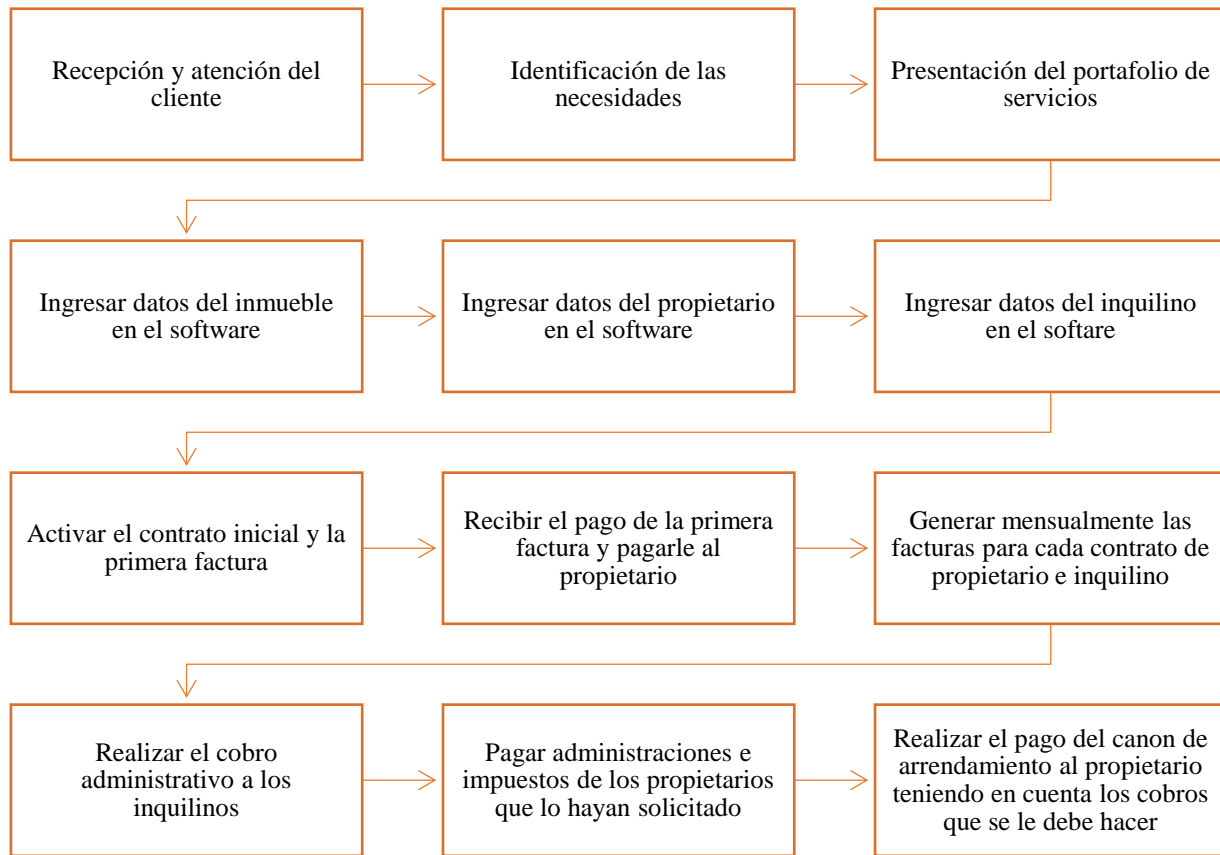 Recepción y atención del
cliente
Identificación de las
necesidades
Presentación del portafolio de
servicios
Ingresar datos del inmueble
en el software
Ingresar datos del propietario
en el software
Ingresar datos del inquilino
en el softare
Activar el contrato inicial y la
primera factura
Recibir el pago de la primera
factura y pagarle al
propietario
Generar mensualmente las
facturas para cada contrato de
propietario e inquilino
Realizar el cobro
administrativo a los
inquilinos
Pagar administraciones e
impuestos de los propietarios
que lo hayan solicitado
Realizar el pago del canon de
arrendamiento al propietario
teniendo en cuenta los cobros
que se le debe hacer